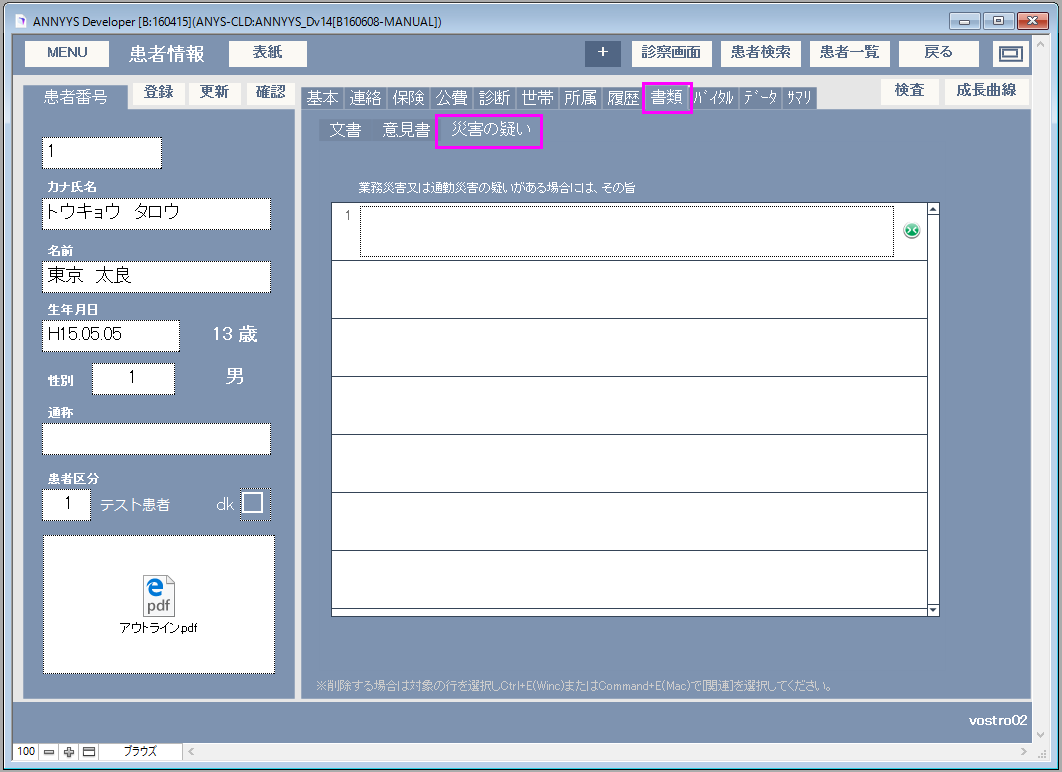 ANNYYS Developer [B:160415](ANYS-CLD:ANNYYS_Dv14[B160608-MANUAL])
MENU 患者情報 表紙 + 診察画面 患者検索 患者一覧 戻る
患者番号 登録 更新 確認 基本 連絡 保険 公費 診断 世帯 所属 履歴 書類 ﾊﾞｲﾀﾙ ﾃﾞｰﾀ ｻﾏﾘ 検査 成長曲線
文書 意見書 災害の疑い
1
カナ氏名
トウキョウ　タロウ
名前
東京　太良
生年月日
H15.05.05 13 歳
性別 1 男
通称
患者区分
1 テスト患者 dk
pdf
アウトライン.pdf
業務災害又は通勤災害の疑いがある場合には、その旨
1
※削除する場合は対象の行を選択しCtrl+E(Winc)またはCommand+E(Mac)で[関連]を選択してください。
vostro02
100 ブラウズ